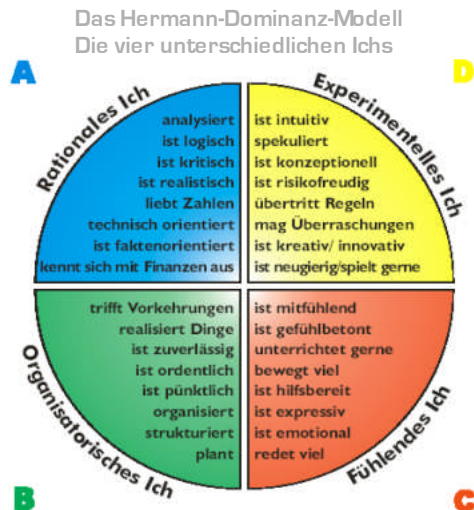 Das Hermann-Dominanz-Modell
Die vier unterschiedlichen Ichs
A
Rationales Ich
analysiert
ist logisch
ist kritisch
ist realistisch
liebt Zahlen
technisch orientiert
ist faktenorientiert
kennt sich mit Finanzen aus
D
Experimentelles Ich
ist intuitiv
spekuliert
ist konzeptionell
ist risikofreudig
übertritt Regeln
mag Überraschungen
ist kreativ/ innovativ
ist neugierig/spielt gerne
B
Organisatorisches Ich
trifft Vorkehrungen
realisiert Dinge
ist zuverlässig
ist ordentlich
ist pünktlich
organisiert
strukturiert
plant
C
Fühlendes Ich
ist mitfühlend
ist gefühlbetont
unterrichtet gerne
bewegt viel
ist hilfsbereit
ist expressiv
ist emotional
redet viel